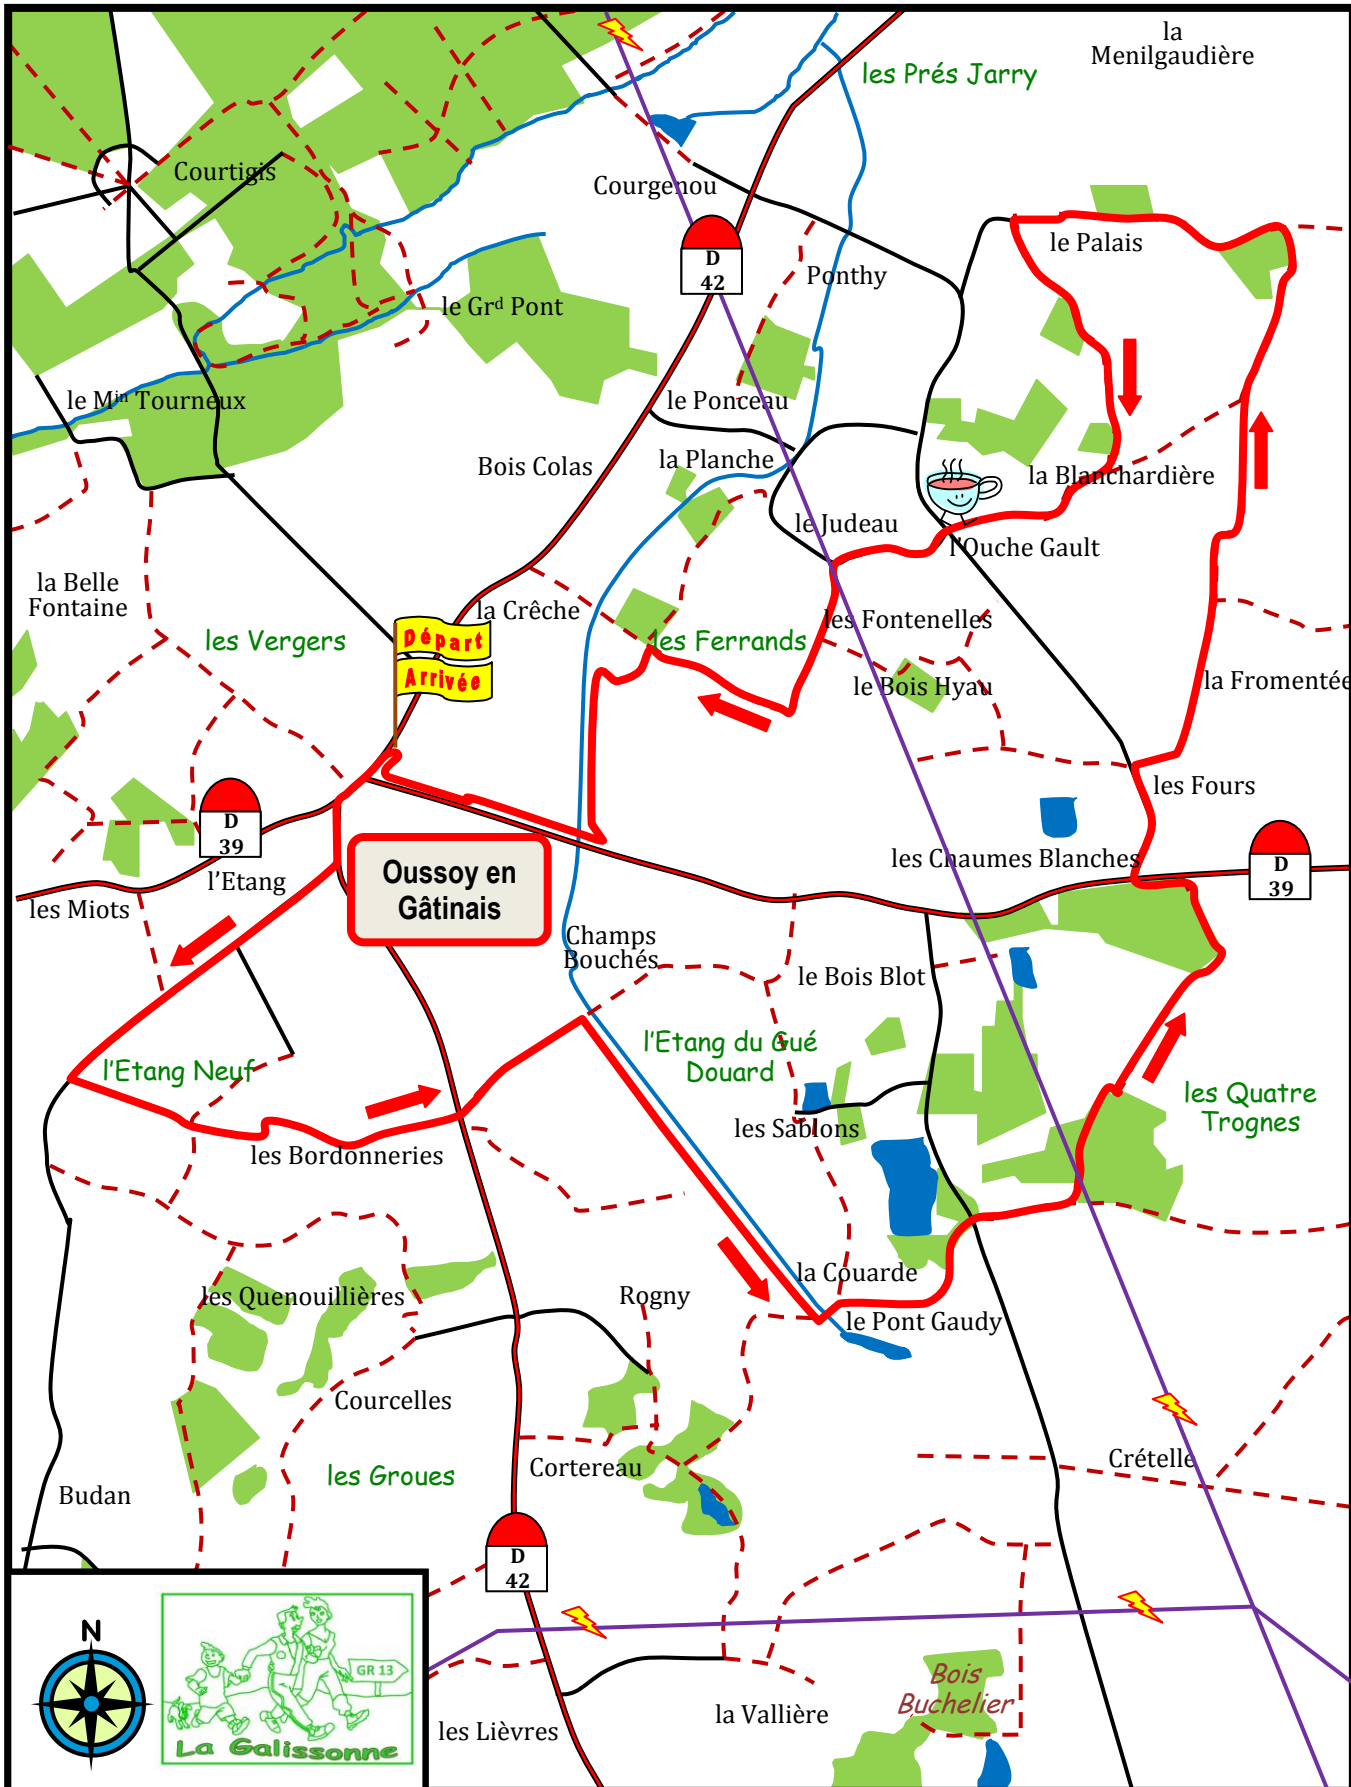 la
Menilgaudière
les Prés Jarry
Courtigis
Courgenou
le Palais
D
42
Ponthy
le Grd Pont
le Min Tourneux
le Ponceau
Bois Colas
la Planche
la Blanchardière
le Judeau
l'Ouche Gault
la Belle
Fontaine
la Crêche
les Vergers
Départ
Arrivée
les Ferrands
les Fontenelles
le Bois Hyau
la Fromentée
les Fours
D
39
les Chaumes Blanches
D
39
l'Etang
les Miots
Oussoy en
Gâtinais
Champs
Bouchés
le Bois Blot
l'Etang Neuf
l'Etang du Gué
Douard
les Quatre
Trognes
les Sablons
les Bordonneries
la Couarde
les Quenouillières
Rogny
le Pont Gaudy
Courcelles
les Groues
Cortereau
Crételle
Budan
D
42
N
GR 13
La Galissonne
Bois
Buchelier
la Vallière
les Lièvres